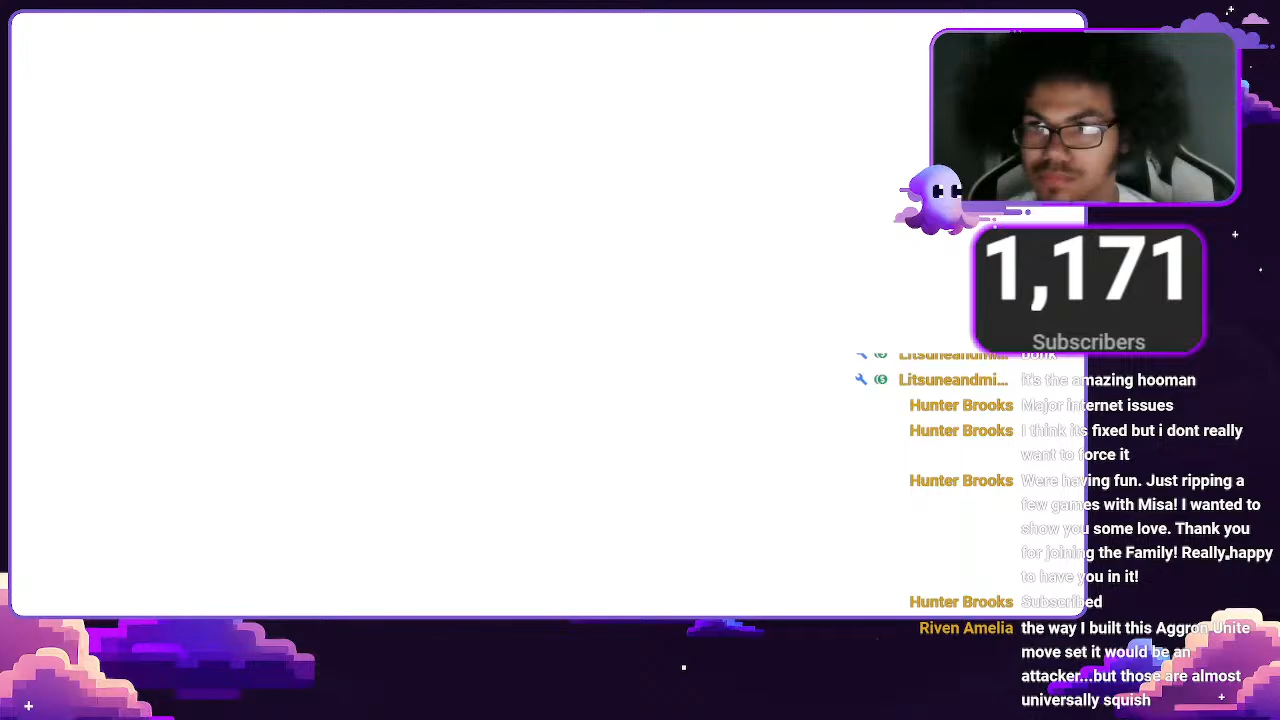 1,171
Subscribers
Litsuneandmi... bonk
Litsuneandmi... it's the amazing hooman
Hunter Brooks Major internet issues
Hunter Brooks I think its fixed but i dont really
want to force it
Hunter Brooks Were having fun. Just ripping a
few games with Misa! I wanted to
show you some love. Thank you
for joining the Family! Really happy
to have you in it!
Hunter Brooks Subscribed
Riven Amelia the way I built this Aggron Unite
move set it would be an
attacker...but those are almost
universally squish